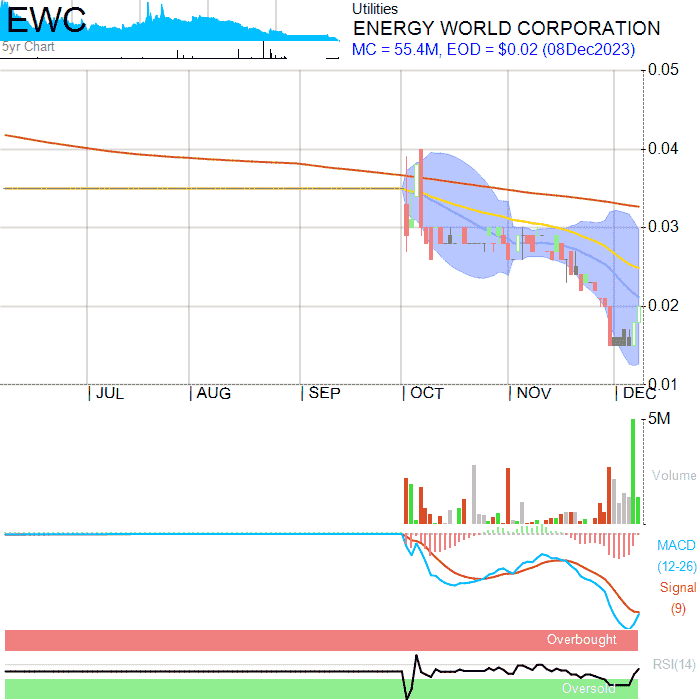 EWC
5yr Chart
Utilities
ENERGY WORLD CORPORATION
MC = 55.4M, EOD = $0.02 (08Dec2023)
0.05
0.04
0.03
0.02
0.01
JUL AUG SEP OCT NOV DEC
5M
Volume
MACD
(12-26)
Signal
(9)
Overbought
RSI(14)
Oversold